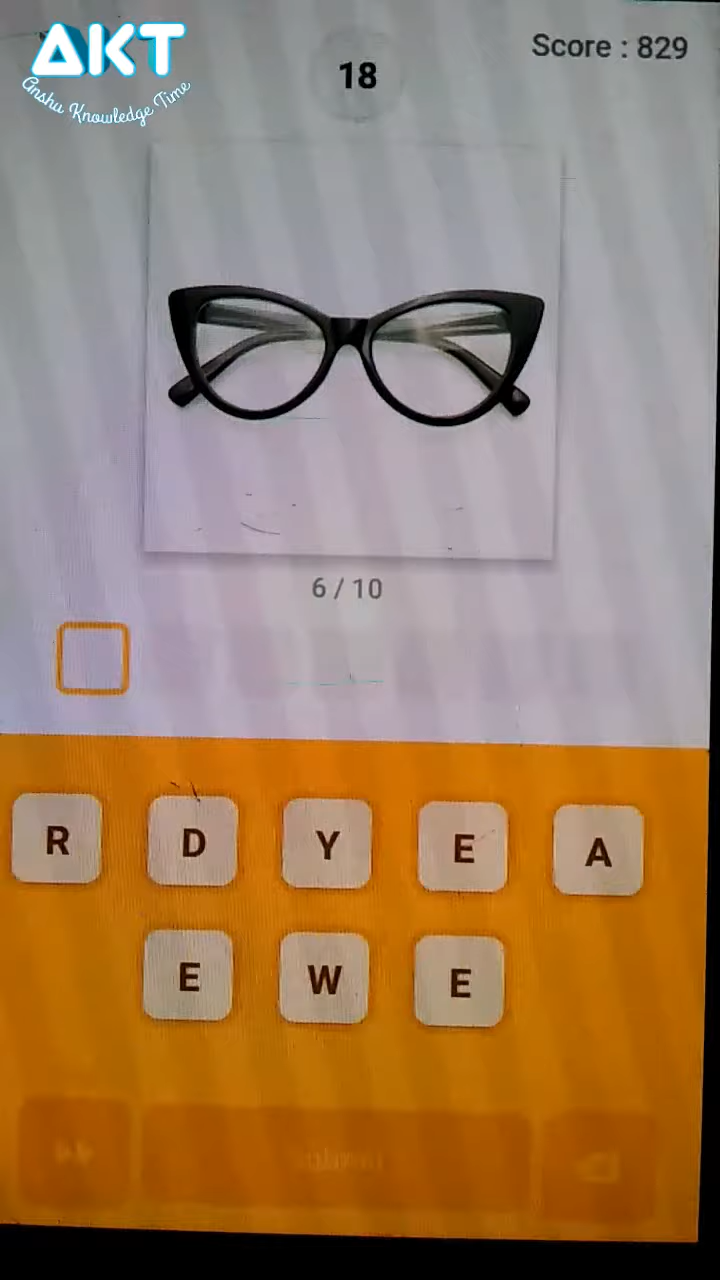 AKT
Anshu Knowledge Time
Score : 829
18
6 / 10
R D Y E A
E W E